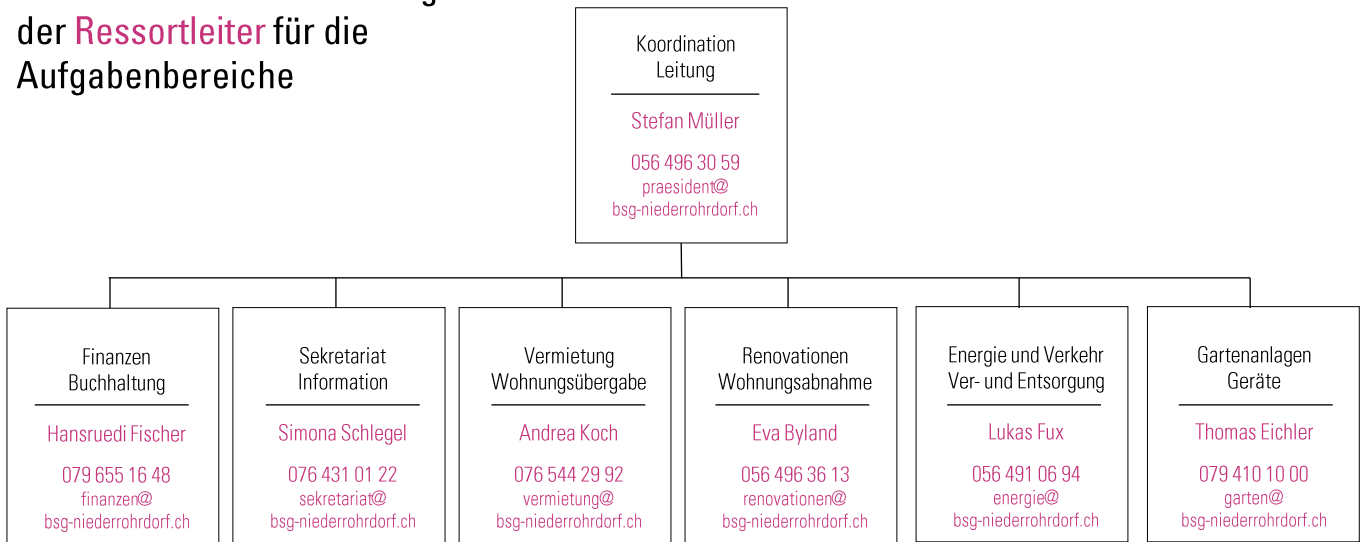 der Ressortleiter für die
Aufgabenbereiche
Koordination
Leitung
Stefan Müller
056 496 30 59
praesident@
bsg-niederrohrdorf.ch
Finanzen
Buchhaltung
Hansruedi Fischer
079 655 16 48
finanzen@
bsg-niederrohrdorf.ch
Sekretariat
Information
Simona Schlegel
076 431 01 22
sekretariat@
bsg-niederrohrdorf.ch
Vermietung
Wohnungsübergabe
Andrea Koch
076 544 29 92
vermietung@
bsg-niederrohrdorf.ch
Renovationen
Wohnungsabnahme
Eva Byland
056 496 36 13
renovationen@
bsg-niederrohrdorf.ch
Energie und Verkehr
Ver- und Entsorgung
Lukas Fux
056 491 06 94
energie@
bsg-niederrohrdorf.ch
Gartenanlagen
Geräte
Thomas Eichler
079 410 10 00
garten@
bsg-niederrohrdorf.ch